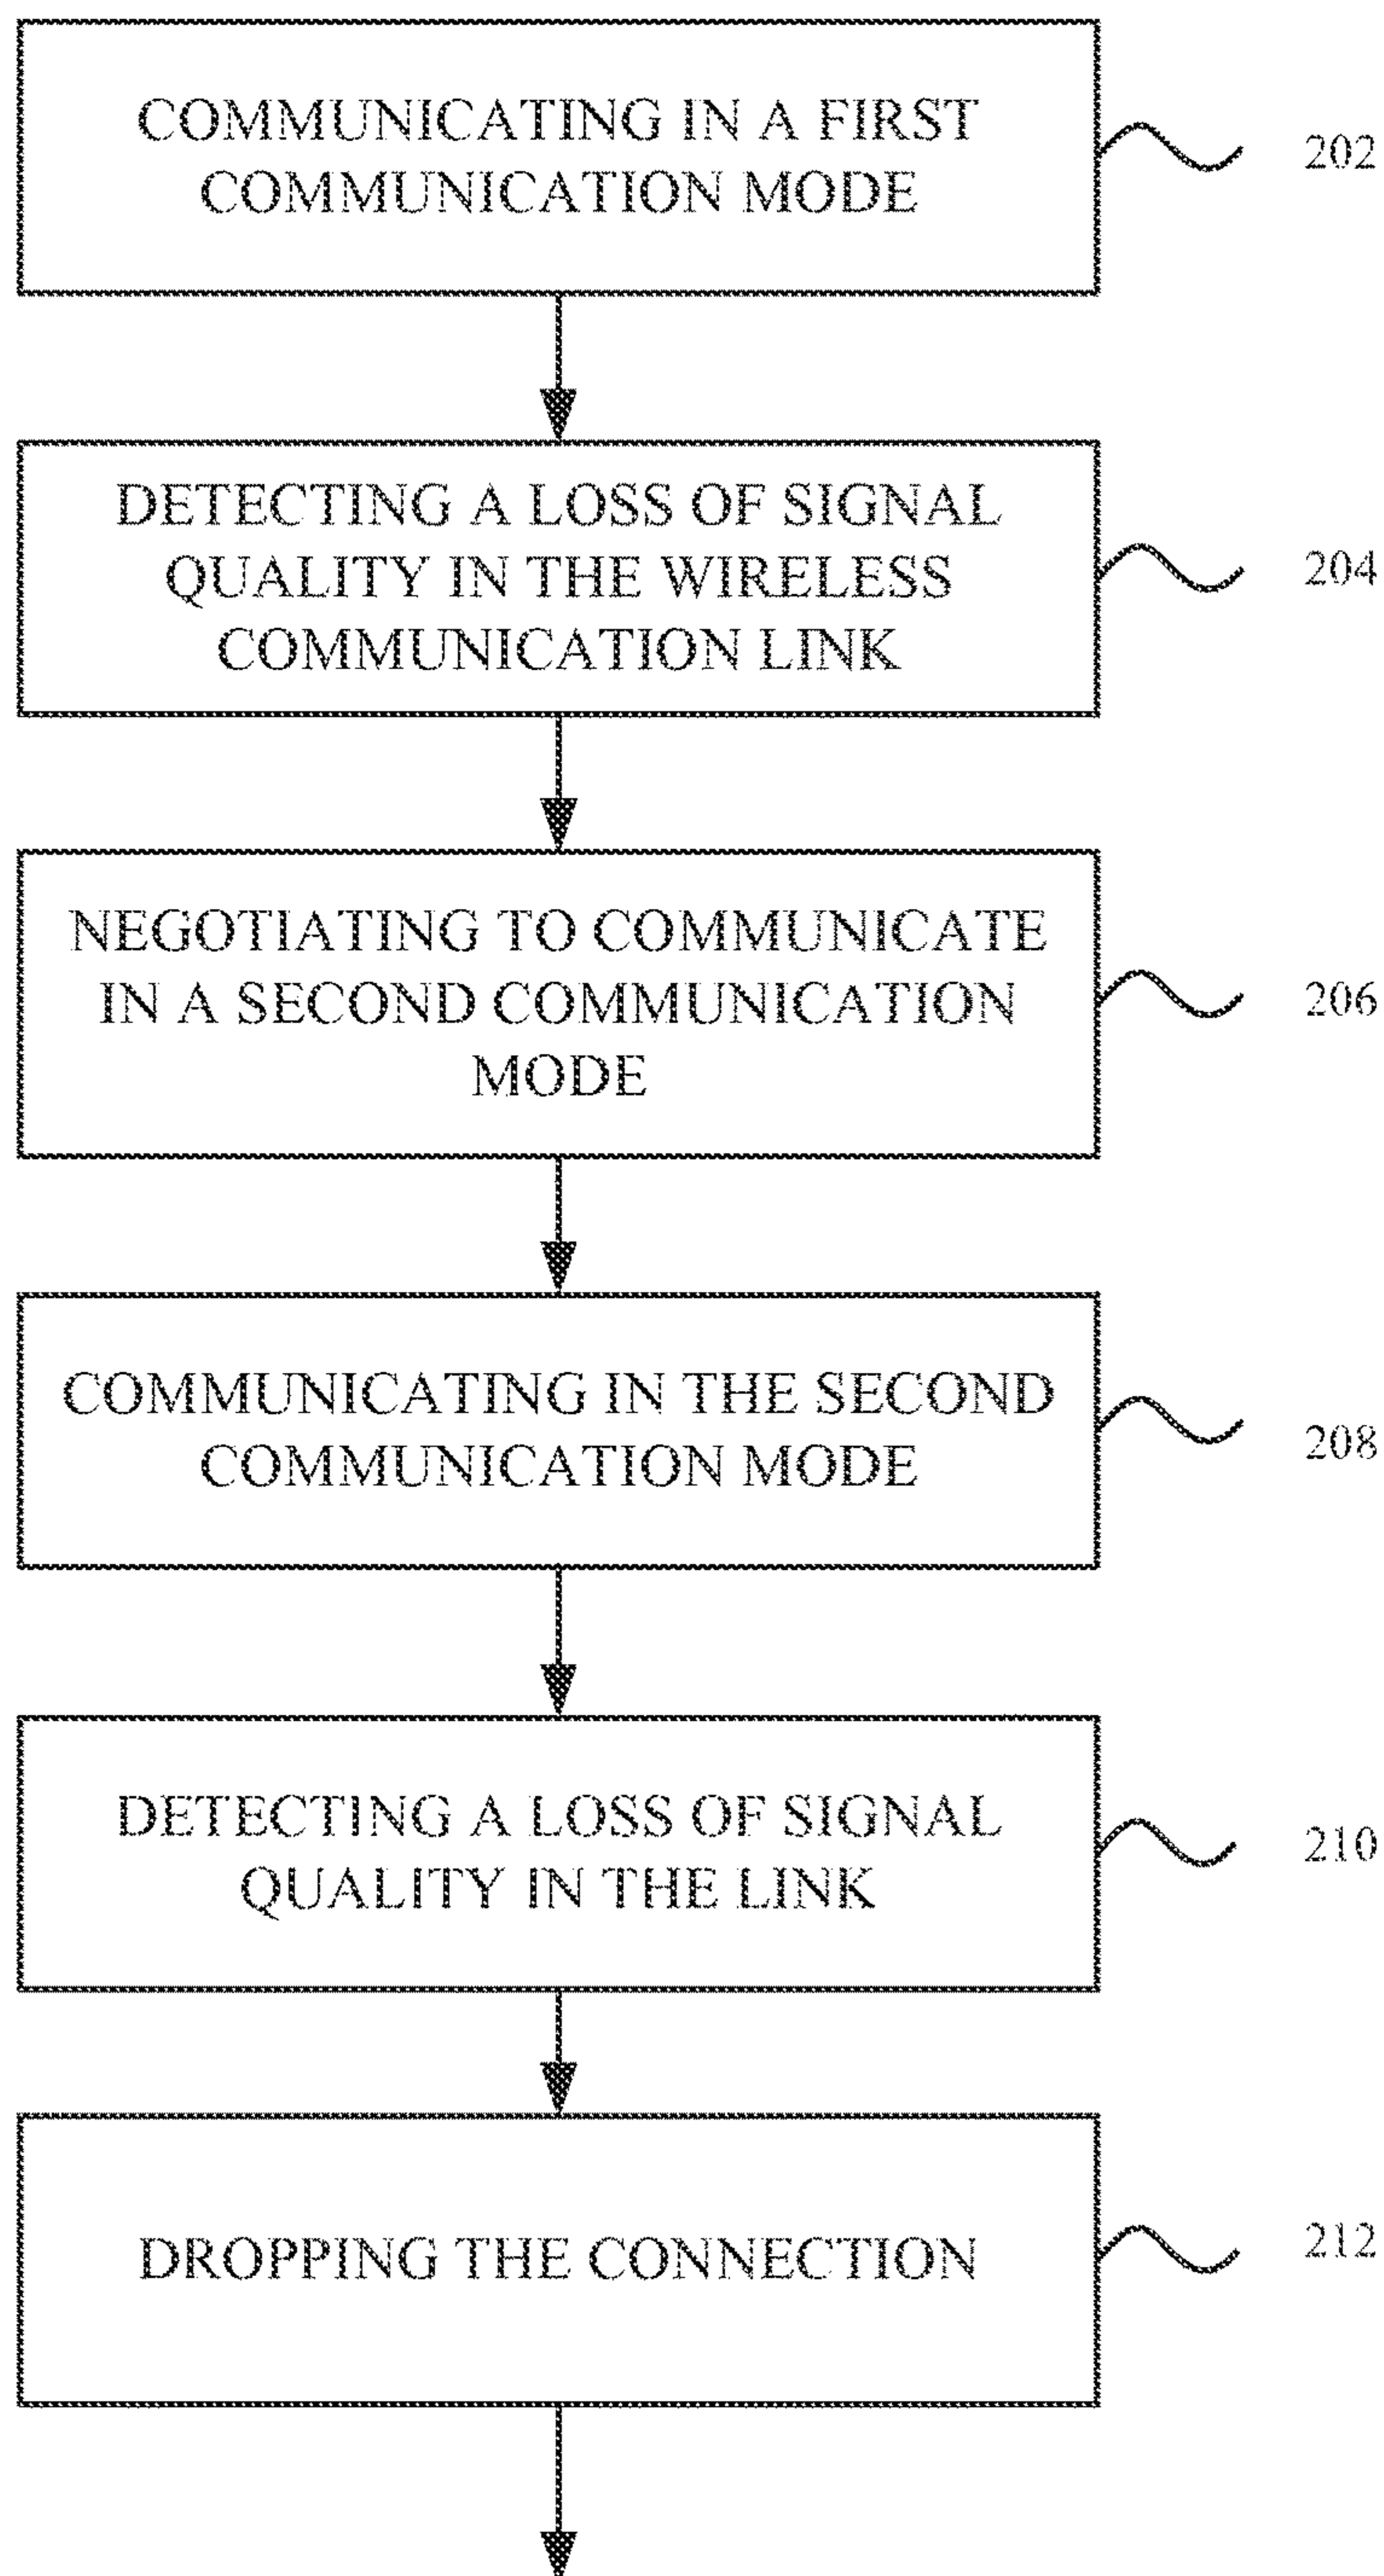 COMMUNICATING IN A FIRST
COMMUNICATION MODE
202
DETECTING A LOSS OF SIGNAL
QUALITY IN THE WIRELESS
COMMUNICATION LINK
204
NEGOTIATING TO COMMUNICATE
IN A SECOND COMMUNICATION
MODE
206
COMMUNICATING IN THE SECOND
COMMUNICATION MODE
208
DETECTING A LOSS OF SIGNAL
QUALITY IN THE LINK
210
DROPPING THE CONNECTION
212